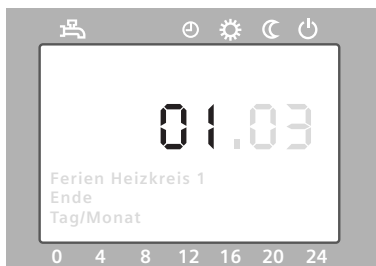 01.03
Ferien Heizkreis 1
Ende
Tag/Monat
0 4 8 12 16 20 24